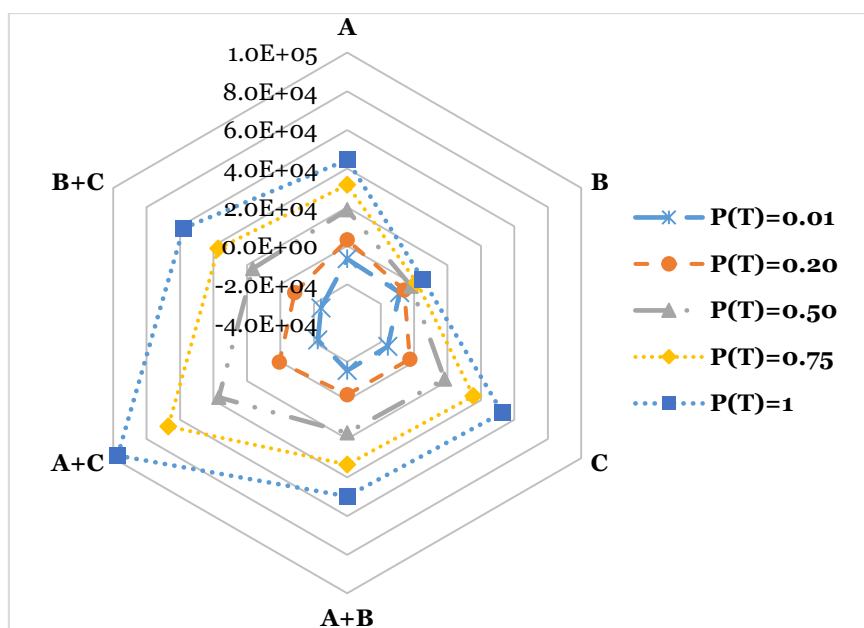 A
1.0E+05
8.0E+04
6.0E+04
4.0E+04
2.0E+04
0.0E+00
-2.0E+04
-4.0E+04
B+C
B
A+C
C
A+B
P(T)=0.01
P(T)=0.20
P(T)=0.50
P(T)=0.75
P(T)=1